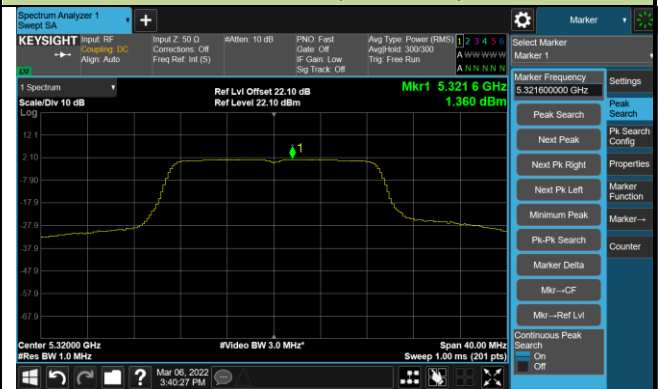 Spectrum Analyzer 1
Swept SA
+
Marker
KEYSIGHT
Input: RF
Coupling: DC
Align: Auto
Input Z: 50 Ω
Corrections: Off
Freq Ref: Int (S)
#Atten: 10 dB
PNO: Fast
Gate: Off
IF Gain: Low
Sig Track: Off
Avg Type: Power (RMS)
Avg|Hold: 300/300
Trig: Free Run
1 2 3 4 5 6
A W W W W W
A N N N N N
Select Marker
Marker 1
1 Spectrum
Scale/Div 10 dB
Log
Ref Lvl Offset 22.10 dB
Ref Level 22.10 dBm
Mkr1 5.321 6 GHz
1.360 dBm
12.1
2.10
-7.90
-17.9
-27.9
-37.9
-47.9
-57.9
-67.9
1
Center 5.32000 GHz
#Res BW 1.0 MHz
#Video BW 3.0 MHz*
Span 40.00 MHz
Sweep 1.00 ms (201 pts)
Marker Frequency
5.321600000 GHz
Peak Search
Next Peak
Next Pk Right
Next Pk Left
Minimum Peak
Pk-Pk Search
Marker Delta
Mkr→CF
Mkr→Ref Lvl
Continuous Peak
Search
On
Off
Settings
Peak
Search
Pk Search
Config
Properties
Marker
Function
Marker→
Counter
?
Mar 06, 2022
3:40:27 PM